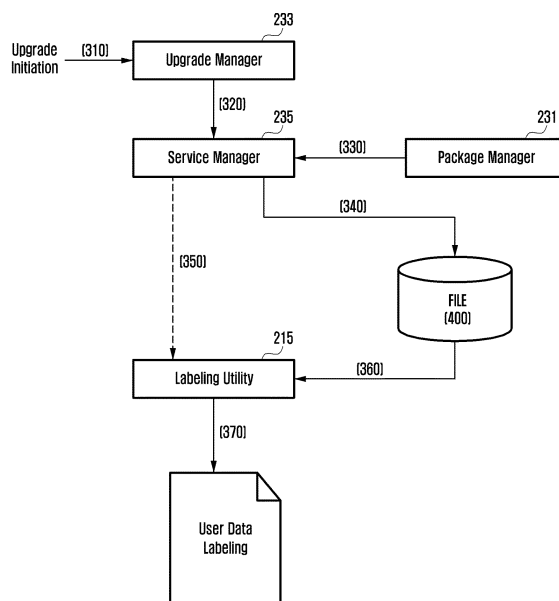 233
Upgrade
Initiation
(310)
Upgrade Manager
(320)
235
231
Service Manager
(330)
Package Manager
(340)
(350)
FILE
(400)
215
Labeling Utility
(360)
(370)
User Data
Labeling